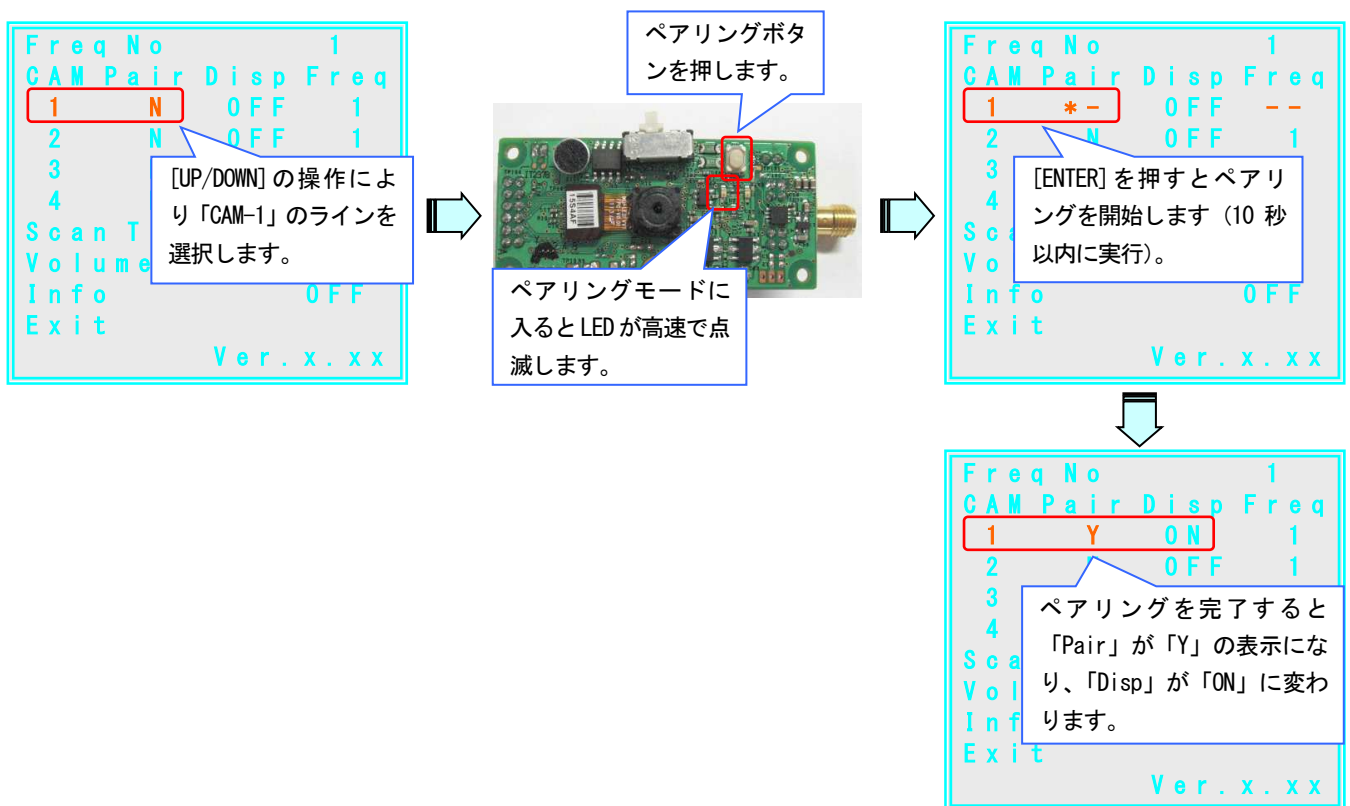 Freq No 1
CAM Pair Disp Freq
1 N OFF 1
2 N OFF 1
3
4
Scan T
Volume
Info OFF
Exit
Ver.x.xx
[UP/DOWN]の操作によ
り「CAM-1」のラインを
選択します。
ペアリングボタ
ンを押します。
ペアリングモードに
入るとLEDが高速で点
滅します。
Freq No 1
CAM Pair Disp Freq
1 *- OFF --
2 N OFF 1
3
4
Sca
Vo
Info OFF
Exit
Ver.x.xx
[ENTER]を押すとペアリ
ングを開始します（10 秒
以内に実行）。
Freq No 1
CAM Pair Disp Freq
1 Y ON 1
2 OFF 1
3
4
Sca
Vol
Inf
Exit
Ver.x.xx
ペアリングを完了すると
「Pair」が「Y」の表示にな
り、「Disp」が「ON」に変わ
ります。